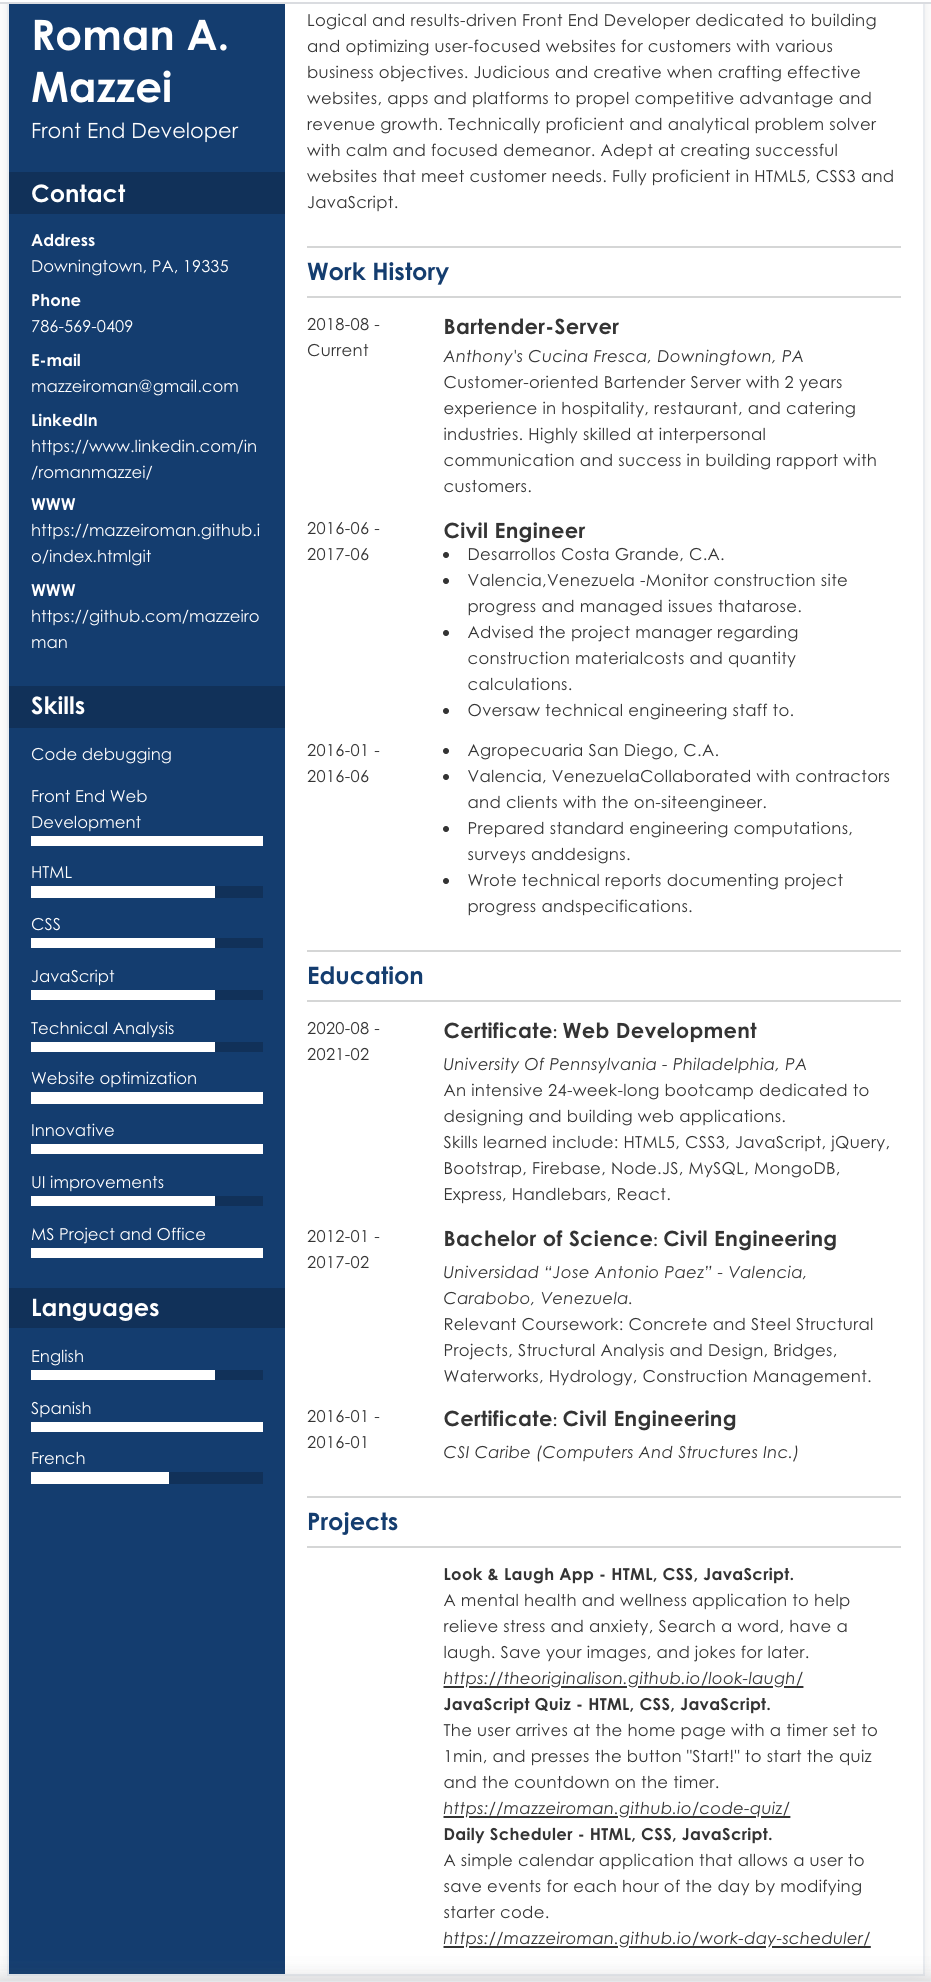 Roman A.
Mazzei
Front End Developer
Contact
Address
Downingtown, PA, 19335
Phone
786-569-0409
E-mail
mazzeiroman@gmail.com
LinkedIn
https://www.linkedin.com/in
/romanmazzei/
WWW
https://mazzeiroman.github.i
o/index.htmlgit
WWW
https://github.com/mazzeiro
man
Skills
Code debugging
Front End Web
Development
HTML
CSS
JavaScript
Technical Analysis
Website optimization
Innovative
UI improvements
MS Project and Office
Languages
English
Spanish
French
Logical and results-driven Front End Developer dedicated to building
and optimizing user-focused websites for customers with various
business objectives. Judicious and creative when crafting effective
websites, apps and platforms to propel competitive advantage and
revenue growth. Technically proficient and analytical problem solver
with calm and focused demeanor. Adept at creating successful
websites that meet customer needs. Fully proficient in HTML5, CSS3 and
JavaScript.
Work History
2018-08 -
Current
Bartender-Server
Anthony's Cucina Fresca, Downingtown, PA
Customer-oriented Bartender Server with 2 years
experience in hospitality, restaurant, and catering
industries. Highly skilled at interpersonal
communication and success in building rapport with
customers.
2016-06 -
2017-06
Civil Engineer
• Desarrollos Costa Grande, C.A.
• Valencia,Venezuela -Monitor construction site
progress and managed issues thatarose.
• Advised the project manager regarding
construction materialcosts and quantity
calculations.
• Oversaw technical engineering staff to.
2016-01 -
2016-06
• Agropecuaria San Diego, C.A.
• Valencia, VenezuelaCollaborated with contractors
and clients with the on-siteengineer.
• Prepared standard engineering computations,
surveys anddesigns.
• Wrote technical reports documenting project
progress andspecifications.
Education
2020-08 -
2021-02
Certificate: Web Development
University Of Pennsylvania - Philadelphia, PA
An intensive 24-week-long bootcamp dedicated to
designing and building web applications.
Skills learned include: HTML5, CSS3, JavaScript, jQuery,
Bootstrap, Firebase, Node.JS, MySQL, MongoDB,
Express, Handlebars, React.
2012-01 -
2017-02
Bachelor of Science: Civil Engineering
Universidad “Jose Antonio Paez” - Valencia,
Carabobo, Venezuela.
Relevant Coursework: Concrete and Steel Structural
Projects, Structural Analysis and Design, Bridges,
Waterworks, Hydrology, Construction Management.
2016-01 -
2016-01
Certificate: Civil Engineering
CSI Caribe (Computers And Structures Inc.)
Projects
Look & Laugh App - HTML, CSS, JavaScript.
A mental health and wellness application to help
relieve stress and anxiety, Search a word, have a
laugh. Save your images, and jokes for later.
https://theoriginalison.github.io/look-laugh/
JavaScript Quiz - HTML, CSS, JavaScript.
The user arrives at the home page with a timer set to
1min, and presses the button "Start!" to start the quiz
and the countdown on the timer.
https://mazzeiroman.github.io/code-quiz/
Daily Scheduler - HTML, CSS, JavaScript.
A simple calendar application that allows a user to
save events for each hour of the day by modifying
starter code.
https://mazzeiroman.github.io/work-day-scheduler/